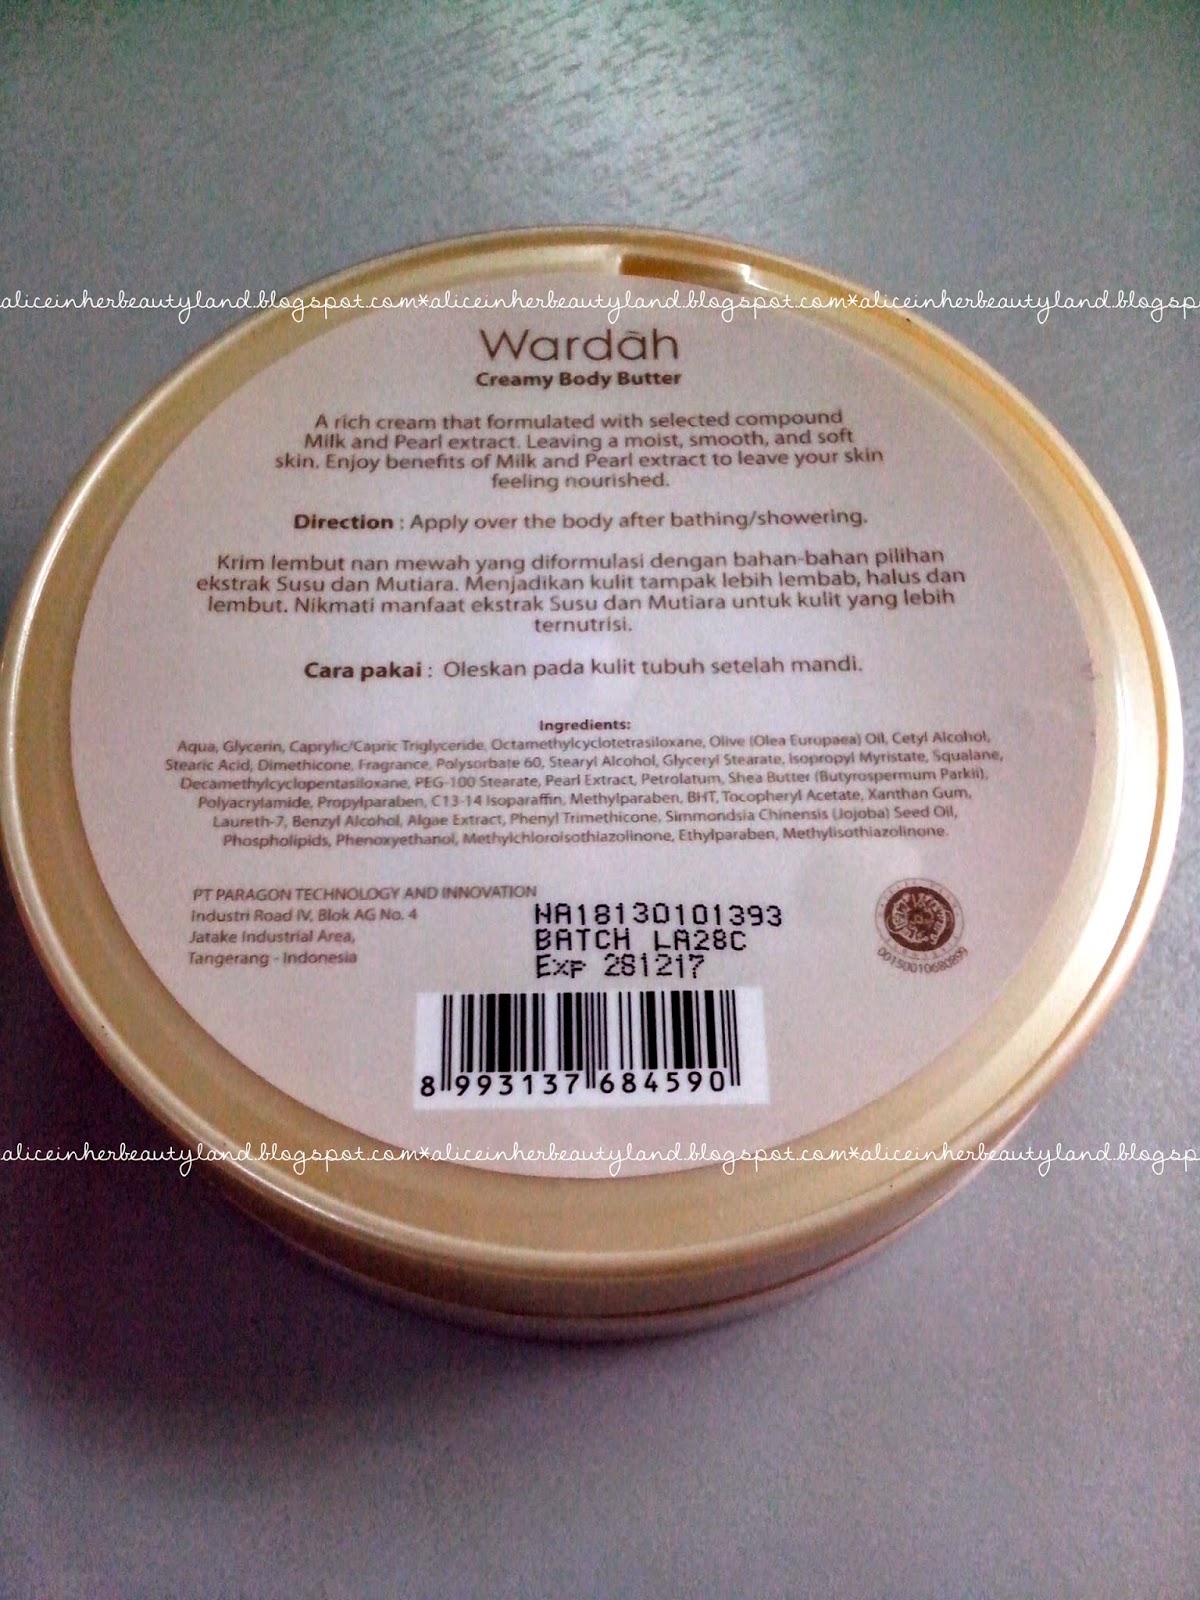 aliceinherbeautyland.blogspot.com*aliceinherbeautyland.blogspot.com*aliceinherbeautyland.blogsp
Wardāh
Creamy Body Butter
A rich cream that formulated with selected compound
Milk and Pearl extract. Leaving a moist, smooth, and soft
skin. Enjoy benefits of Milk and Pearl extract to leave your skin
feeling nourished.
Direction : Apply over the body after bathing/showering.
Krim lembut nan mewah yang diformulasi dengan bahan-bahan pilihan
ekstrak Susu dan Mutiara. Menjadikan kulit tampak lebih lembab, halus dan
lembut. Nikmati manfaat ekstrak Susu dan Mutiara untuk kulit yang lebih
ternutrisi.
Cara pakai : Oleskan pada kulit tubuh setelah mandi.
Ingredients:
Aqua, Glycerin, Caprylic/Capric Triglyceride, Octamethylcyclotetrasiloxane, Olive (Olea Europaea) Oil, Cetyl Alcohol,
Stearic Acid, Dimethicone, Fragrance, Polysorbate 60, Stearyl Alcohol, Glyceryl Stearate, Isopropyl Myristate, Squalane,
Decamethylcyclopentasiloxane, PEG-100 Stearate, Pearl Extract, Petrolatum, Shea Butter (Butyrospermum Parkii),
Polyacrylamide, Propylparaben, C13-14 Isoparaffin, Methylparaben, BHT, Tocopheryl Acetate, Xanthan Gum,
Laureth-7, Benzyl Alcohol, Algae Extract, Phenyl Trimethicone, Simmondsia Chinensis (Jojoba) Seed Oil,
Phospholipids, Phenoxyethanol, Methylchloroisothiazolinone, Ethylparaben, Methylisothiazolinone.
PT PARAGON TECHNOLOGY AND INNOVATION
Industri Road IV, Blok AG No. 4
Jatake Industrial Area,
Tangerang - Indonesia
NA18130101393
BATCH LA28C
Exp 281217
00150010680899
8 993137 684590
aliceinherbeautyland.blogspot.com*aliceinherbeautyland.blogspot.com*aliceinherbeautyland.blogsp